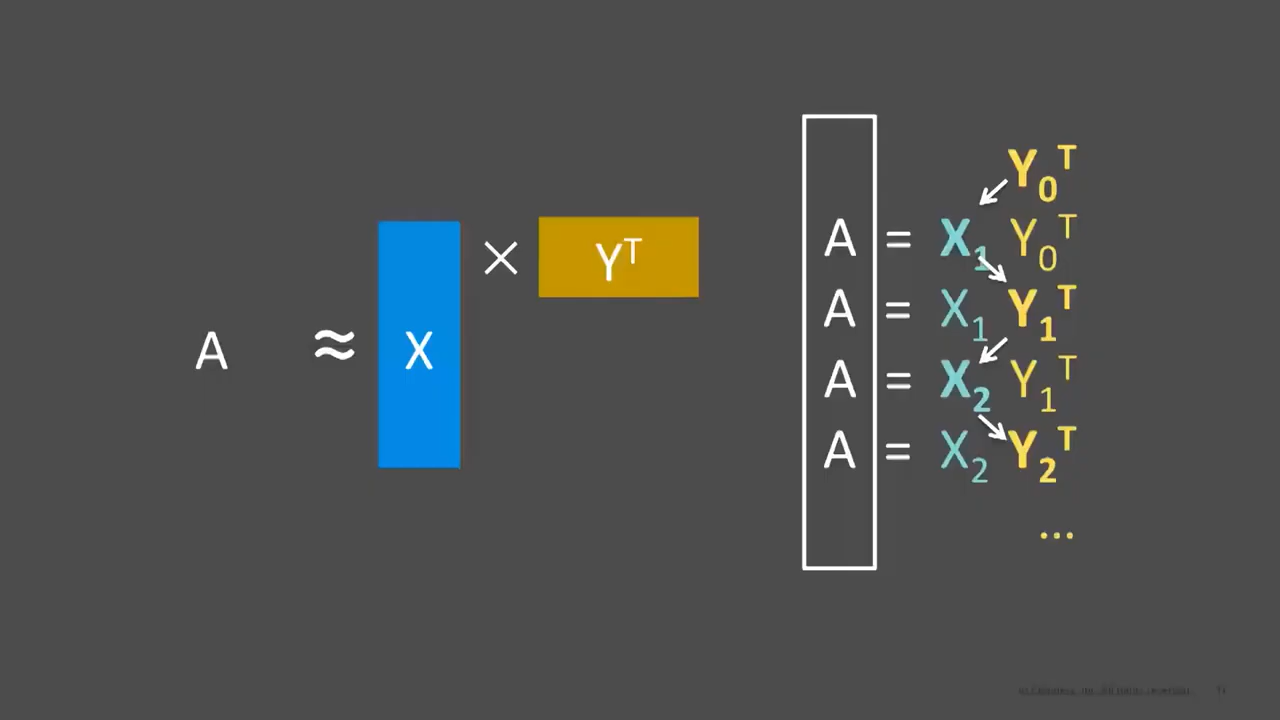 A ≈ X × Yᵀ
Y₀ᵀ
A = X₁ Y₀ᵀ
A = X₁ Y₁ᵀ
A = X₂ Y₁ᵀ
A = X₂ Y₂ᵀ
...